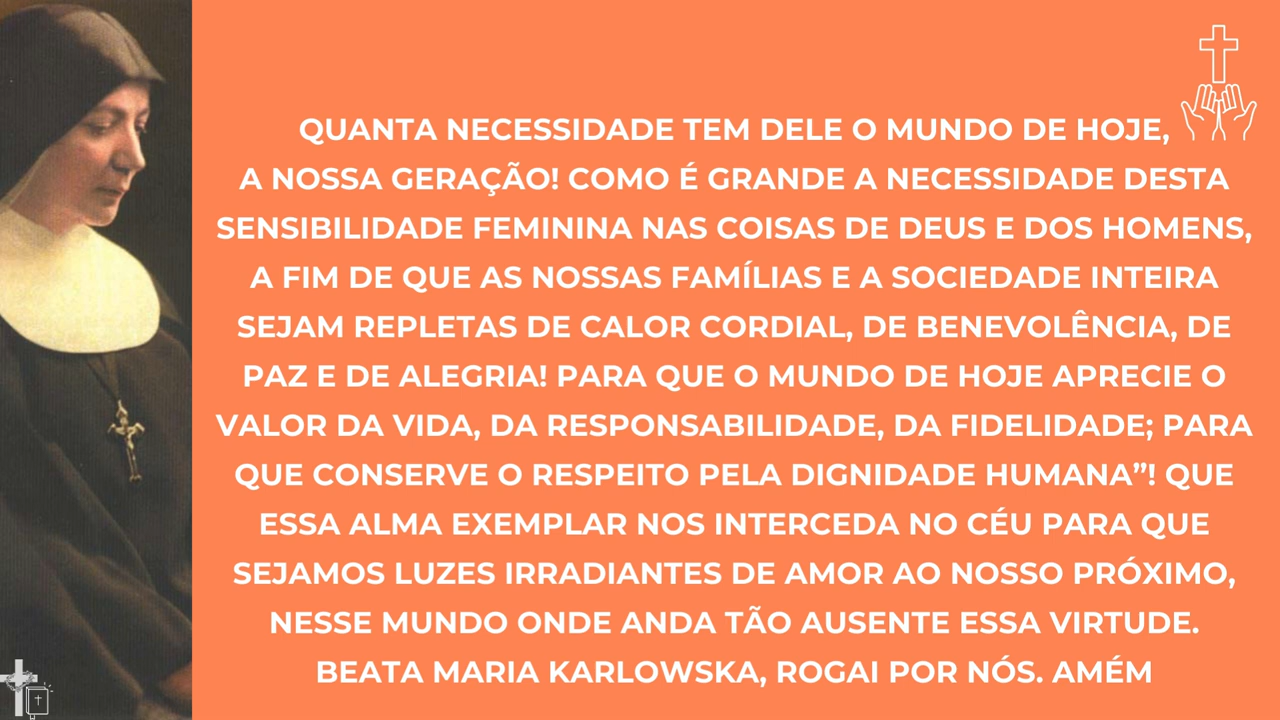 QUANTA NECESSIDADE TEM DELE O MUNDO DE HOJE,
A NOSSA GERAÇÃO! COMO É GRANDE A NECESSIDADE DESTA
SENSIBILIDADE FEMININA NAS COISAS DE DEUS E DOS HOMENS,
A FIM DE QUE AS NOSSAS FAMÍLIAS E A SOCIEDADE INTEIRA
SEJAM REPLETAS DE CALOR CORDIAL, DE BENEVOLÊNCIA, DE
PAZ E DE ALEGRIA! PARA QUE O MUNDO DE HOJE APRECIE O
VALOR DA VIDA, DA RESPONSABILIDADE, DA FIDELIDADE; PARA
QUE CONSERVE O RESPEITO PELA DIGNIDADE HUMANA”! QUE
ESSA ALMA EXEMPLAR NOS INTERCEDA NO CÉU PARA QUE
SEJAMOS LUZES IRRADIANTES DE AMOR AO NOSSO PRÓXIMO,
NESSE MUNDO ONDE ANDA TÃO AUSENTE ESSA VIRTUDE.
BEATA MARIA KARLOWSKA, ROGAI POR NÓS. AMÉM